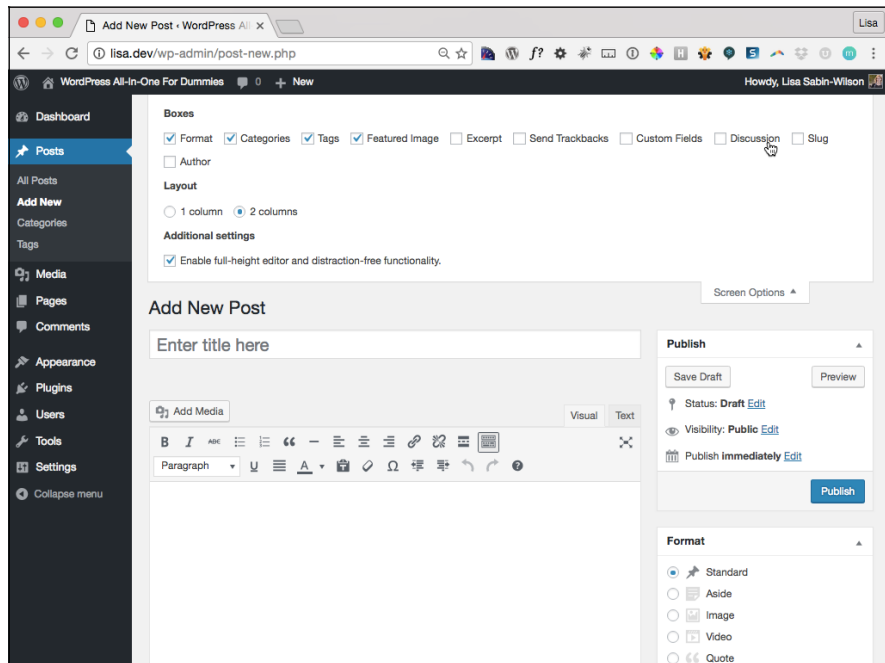 Add New Post ‹ WordPress All
Lisa
lisa.dev/wp-admin/post-new.php
WordPress All-In-One For Dummies 0 + New
Howdy, Lisa Sabin-Wilson
Dashboard
Posts
All Posts
Add New
Categories
Tags
Media
Pages
Comments
Appearance
Plugins
Users
Tools
Settings
Collapse menu
Boxes
Format Categories Tags Featured Image Excerpt Send Trackbacks Custom Fields Discussion Slug
Author
Layout
1 column 2 columns
Additional settings
Enable full-height editor and distraction-free functionality.
Screen Options
Add New Post
Enter title here
Add Media
Visual Text
B I ABC
Paragraph U A Ω
Publish
Save Draft Preview
Status: Draft Edit
Visibility: Public Edit
Publish immediately Edit
Publish
Format
Standard
Aside
Image
Video
Quote